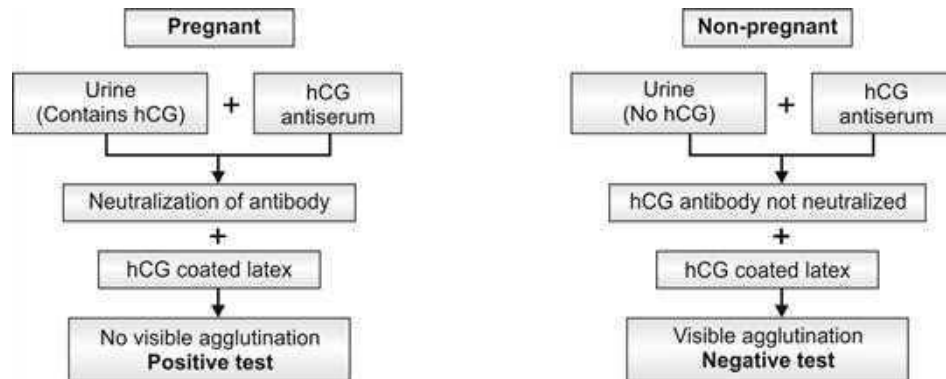 Pregnant
Urine
(Contains hCG)
+
hCG
antiserum
Neutralization of antibody
+
hCG coated latex
No visible agglutination
Positive test
Non-pregnant
Urine
(No hCG)
+
hCG
antiserum
hCG antibody not neutralized
+
hCG coated latex
Visible agglutination
Negative test